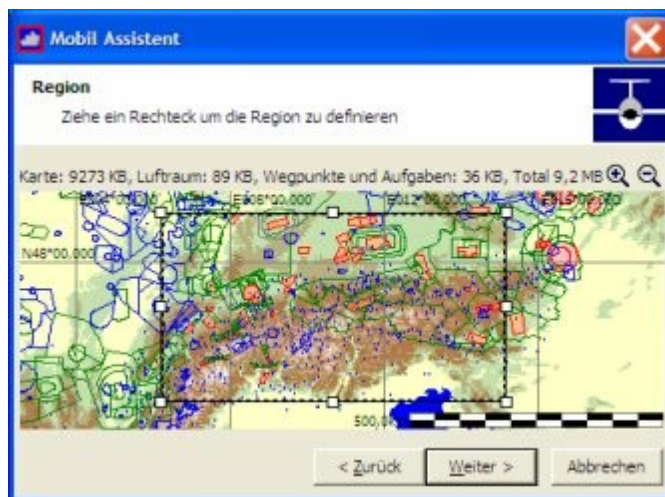 Mobil Assistent
Region
Ziehe ein Rechteck um die Region zu definieren
Karte: 9273 KB, Luftraum: 89 KB, Wegpunkte und Aufgaben: 36 KB, Total 9,2 MB
E008°00,000 E012°00,000
N48°00,000
500,0
< Zurück Weiter > Abbrechen